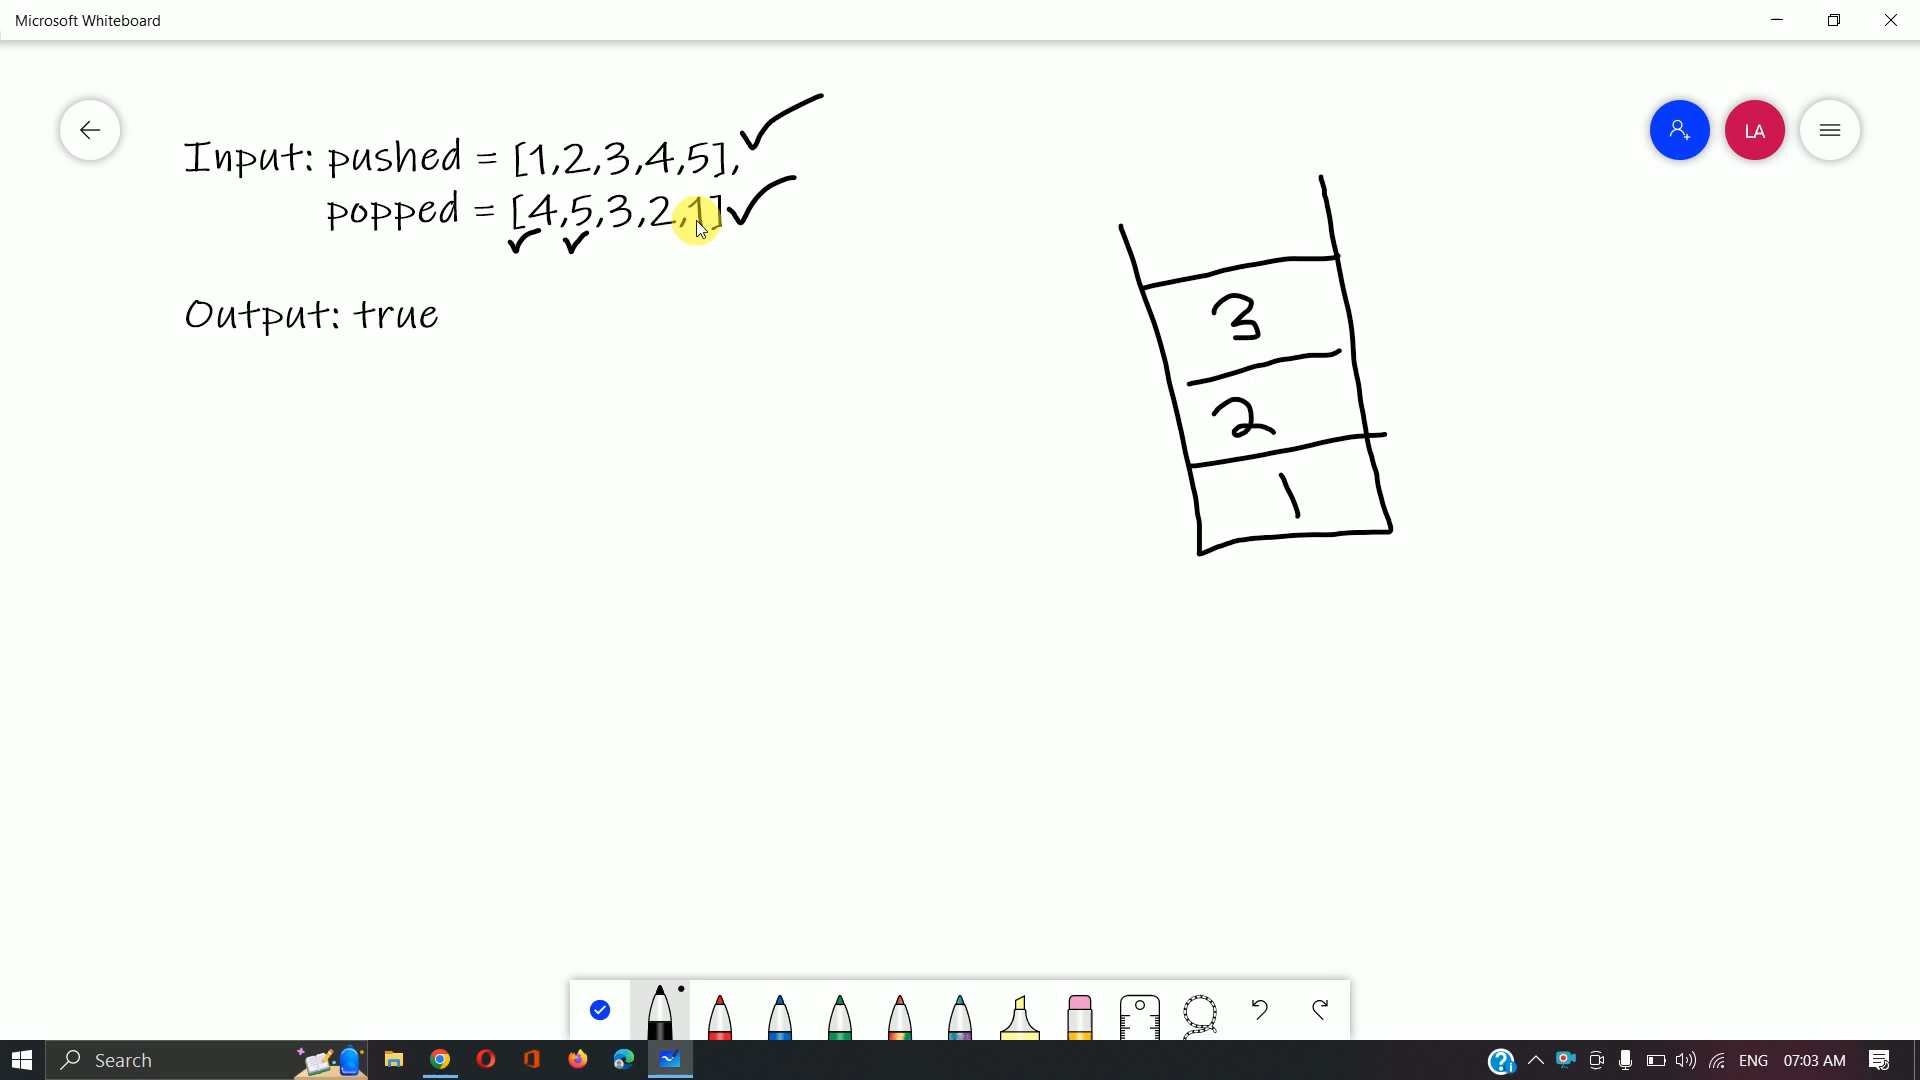 Microsoft Whiteboard
LA
Input: pushed = [1,2,3,4,5],
popped = [4,5,3,2,1]
Output: true
3
2
1
Search
ENG
07:03 AM